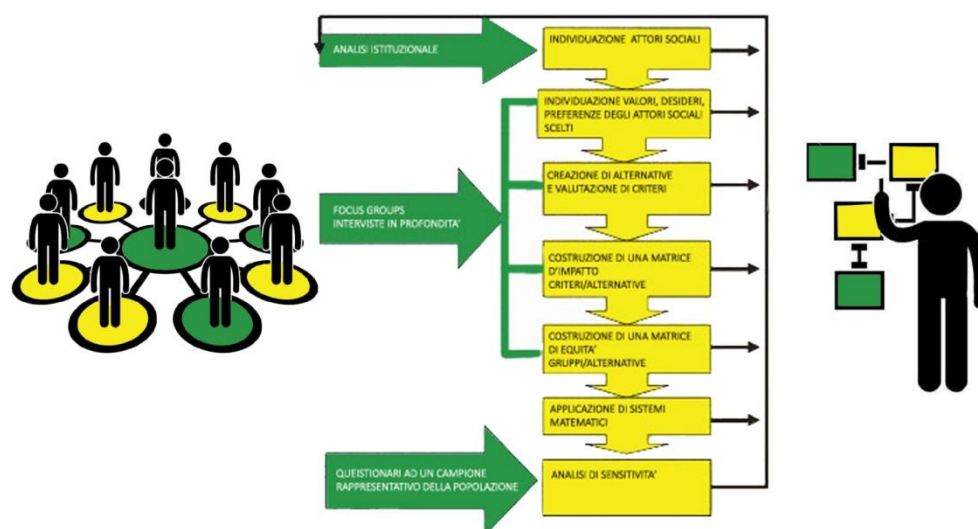 ANALISI ISTITUZIONALE
INDIVIDUAZIONE ATTORI SOCIALI
INDIVIDUAZIONE VALORI, DESIDERI,
PREFERENZE DEGLI ATTORI SOCIALI
SCELTI
FOCUS GROUPS
INTERVISTE IN PROFONDITA'
CREAZIONE DI ALTERNATIVE
E VALUTAZIONE DI CRITERI
COSTRUZIONE DI UNA MATRICE
D'IMPATTO
CRITERI/ALTERNATIVE
COSTRUZIONE DI UNA MATRICE
DI EQUITA'
GRUPPI/ALTERNATIVE
APPLICAZIONE DI SISTEMI
MATEMATICI
QUEISTIONARI AD UN CAMPIONE
RAPPRESENTATIVO DELLA POPOLAZIONE
ANALISI DI SENSITIVITA'